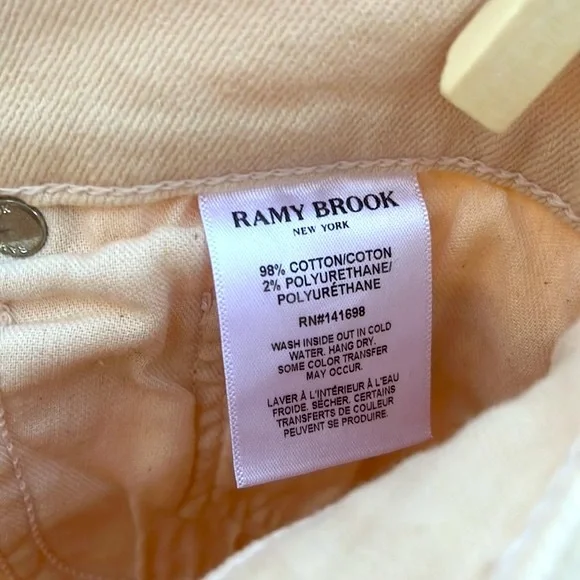 RAMY BROOK
NEW YORK
98% COTTON/COTON
2% POLYURETHANE/
POLYURÉTHANE
RN#141698
WASH INSIDE OUT IN COLD
WATER. HANG DRY.
SOME COLOR TRANSFER
MAY OCCUR.
LAVER À L'INTÉRIEUR À L'EAU
FROIDE. SÉCHER. CERTAINS
TRANSFERTS DE COULEUR
PEUVENT SE PRODUIRE.